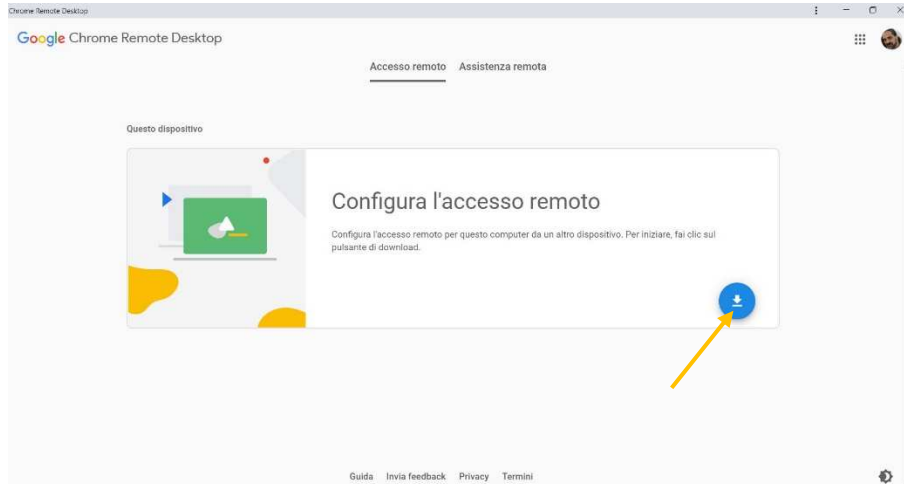 Chrome Remote Desktop
Google Chrome Remote Desktop
Accesso remoto Assistenza remota
Questo dispositivo
Configura l'accesso remoto
Configura l'accesso remoto per questo computer da un altro dispositivo. Per iniziare, fai clic sul
pulsante di download.
Guida Invia feedback Privacy Termini